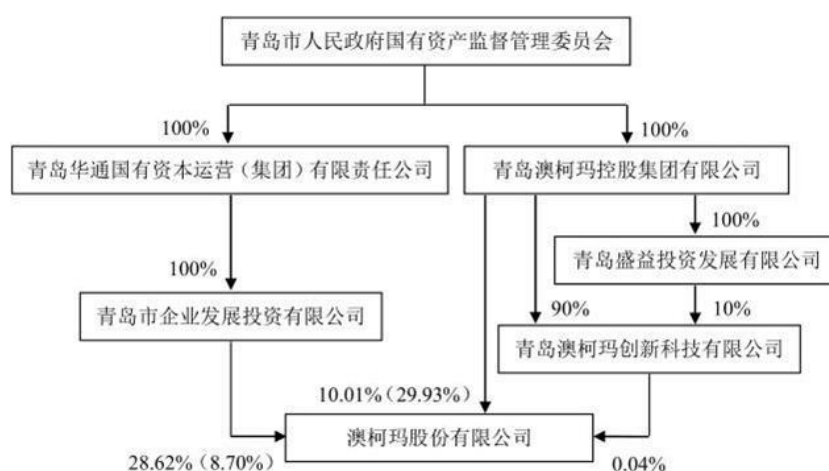 青岛市人民政府国有资产监督管理委员会
100%
100%
青岛华通国有资本运营（集团）有限责任公司
青岛澳柯玛控股集团有限公司
100%
青岛盛益投资发展有限公司
100%
90%
10%
青岛市企业发展投资有限公司
青岛澳柯玛创新科技有限公司
10.01%（29.93%）
澳柯玛股份有限公司
28.62%（8.70%）
0.04%